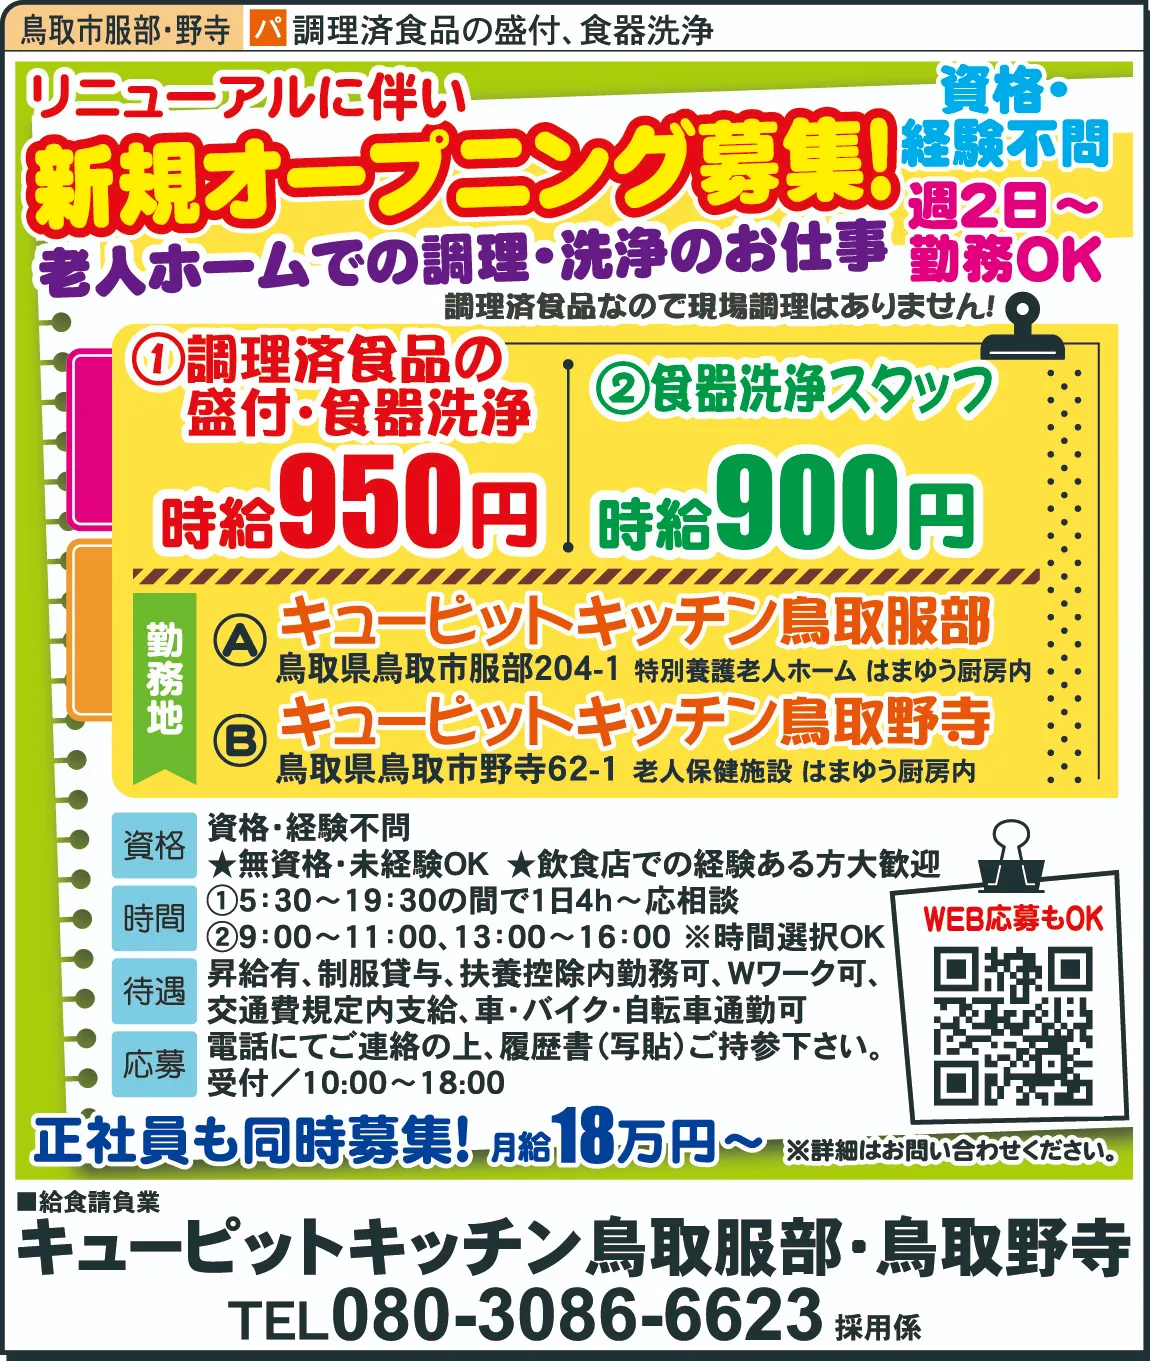 鳥取市服部・野寺 パ 調理済食品の盛付、食器洗浄
リニューアルに伴い
新規オープニング募集!
老人ホームでの調理・洗浄のお仕事
資格・
経験不問
週2日～
勤務OK
調理済食品なので現場調理はありません!
①調理済食品の
盛付・食器洗浄
時給950円
②食器洗浄スタッフ
時給900円
勤務地
Ⓐ キューピットキッチン鳥取服部
鳥取県鳥取市服部204-1 特別養護老人ホーム はまゆう厨房内
Ⓑ キューピットキッチン鳥取野寺
鳥取県鳥取市野寺62-1 老人保健施設 はまゆう厨房内
資格 資格・経験不問
★無資格・未経験OK ★飲食店での経験ある方大歓迎
時間 ①5:30～19:30の間で1日4h～応相談
②9:00～11:00、13:00～16:00 ※時間選択OK
待遇 昇給有、制服貸与、扶養控除内勤務可、Wワーク可、
交通費規定内支給、車・バイク・自転車通勤可
応募 電話にてご連絡の上、履歴書（写貼）ご持参下さい。
受付／10:00～18:00
WEB応募もOK
正社員も同時募集! 月給18万円～ ※詳細はお問い合わせください。
■給食請負業
キューピットキッチン鳥取服部・鳥取野寺
TEL080-3086-6623 採用係